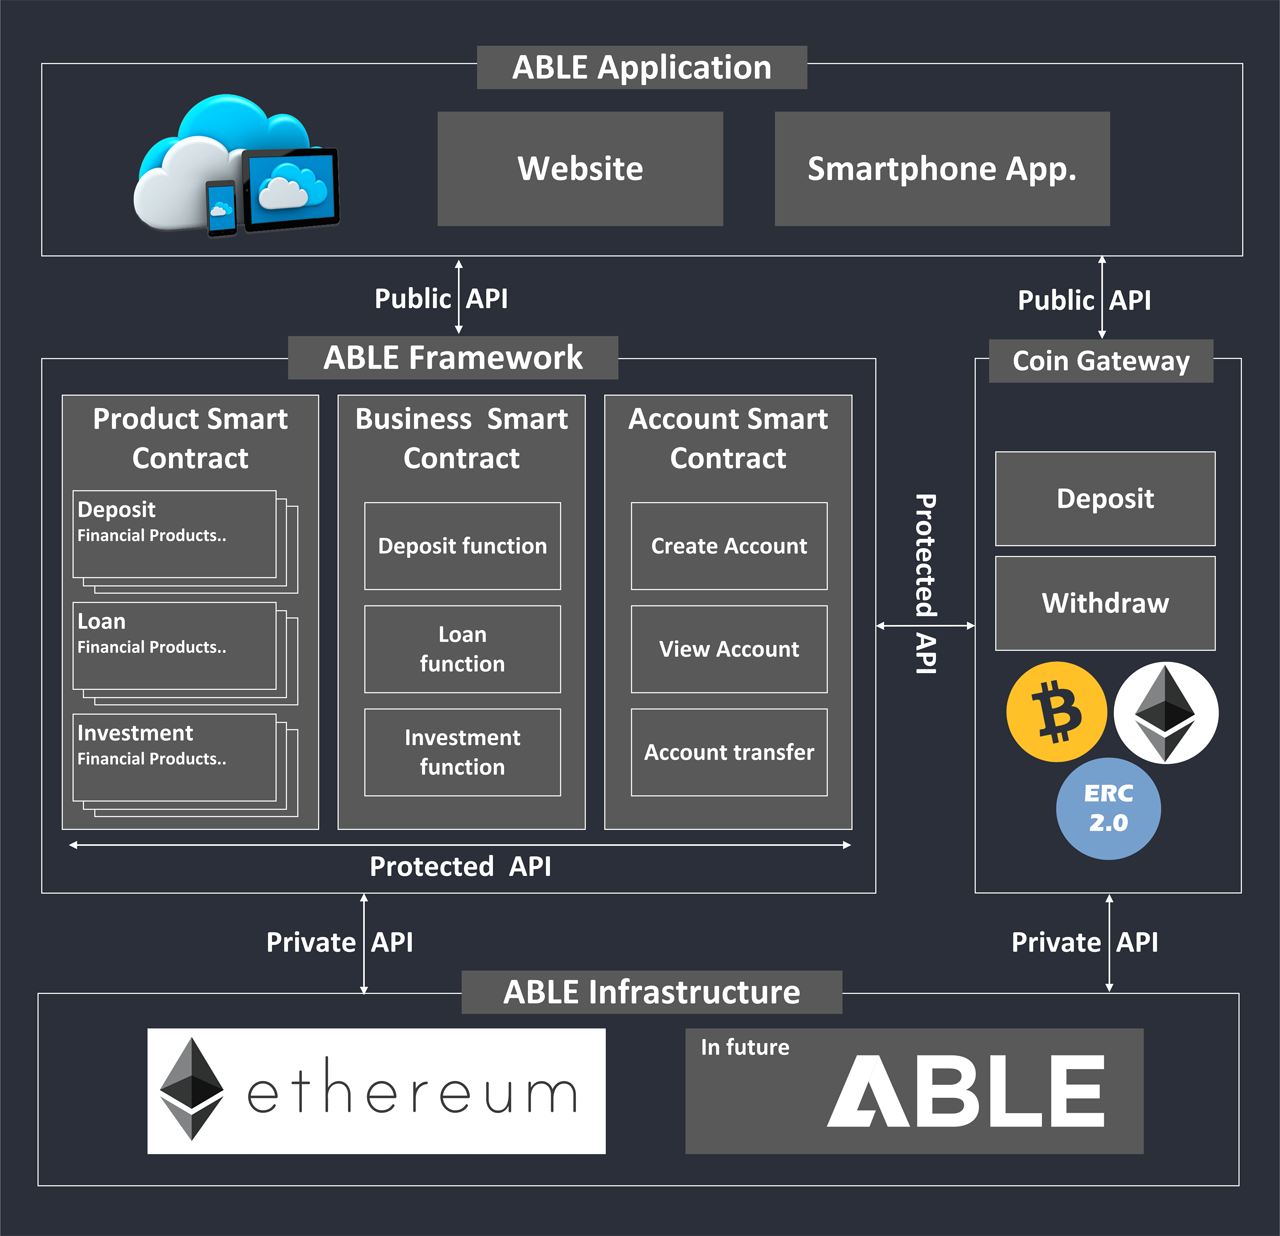 ABLE Application
Website
Smartphone App.
Public API
Public API
ABLE Framework
Product Smart
Contract
Deposit
Financial Products..
Loan
Financial Products..
Investment
Financial Products..
Business Smart
Contract
Deposit function
Loan
function
Investment
function
Account Smart
Contract
Create Account
View Account
Account transfer
Protected API
Protected API
Coin Gateway
Deposit
Withdraw
ERC
2.0
Private API
Private API
ABLE Infrastructure
ethereum
In future
ABLE